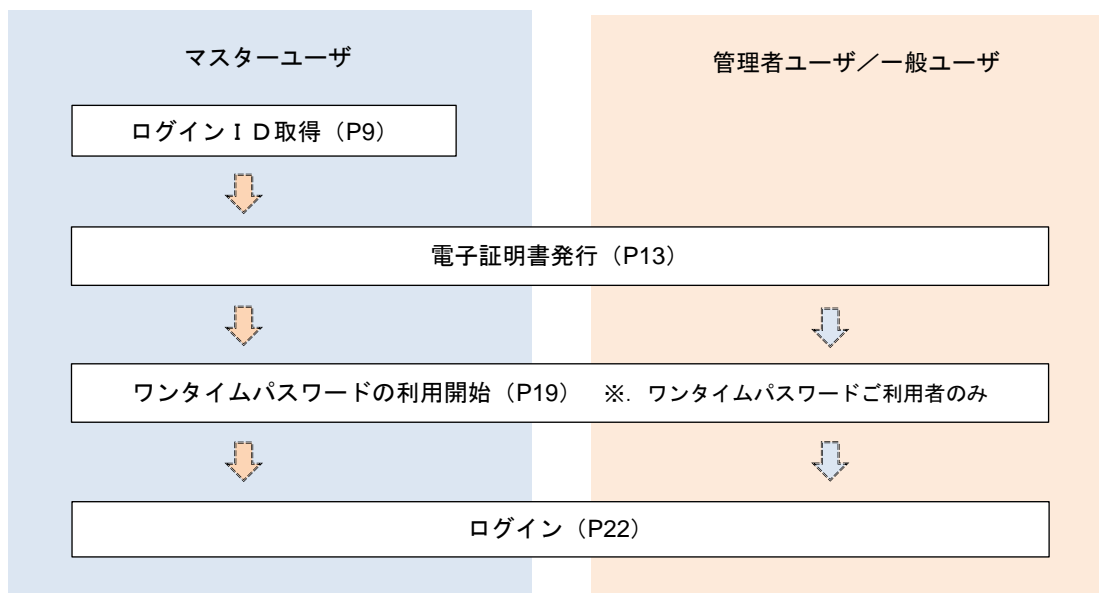 マスターユーザ
管理者ユーザ／一般ユーザ
ログインＩＤ取得（P9）
電子証明書発行（P13）
ワンタイムパスワードの利用開始（P19）　※. ワンタイムパスワードご利用者のみ
ログイン（P22）